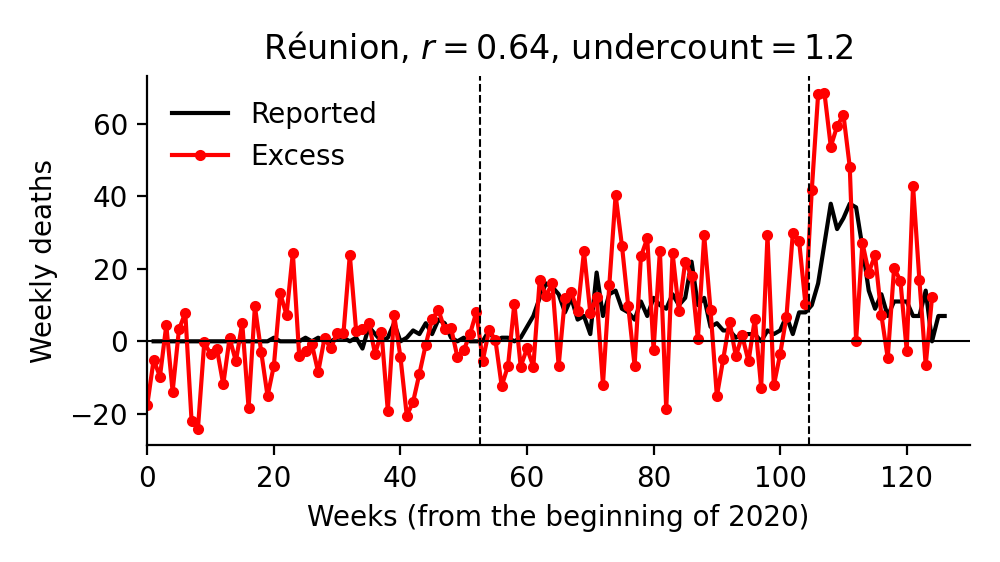 Réunion, r = 0.64, undercount = 1.2
Reported
Excess
Weekly deaths
60
40
20
0
−20
0 20 40 60 80 100 120
Weeks (from the beginning of 2020)